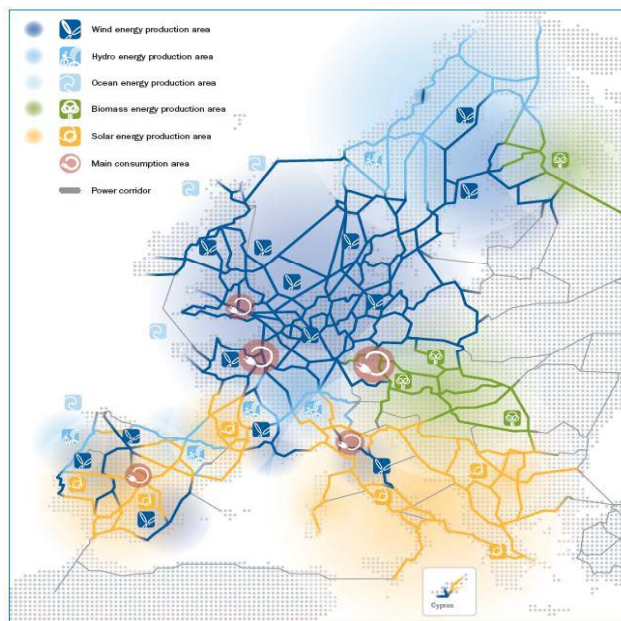 Wind energy production area
Hydro energy production area
Ocean energy production area
Biomass energy production area
Solar energy production area
Main consumption area
Power corridor
Cypres